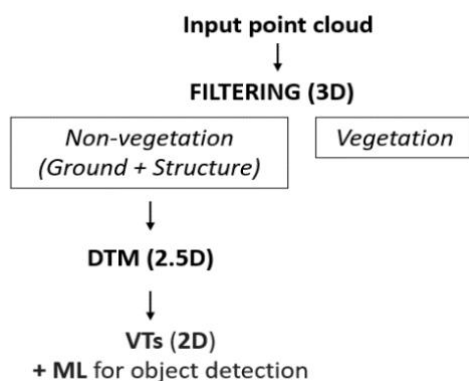 Input point cloud
FILTERING (3D)
Non-vegetation
(Ground + Structure)
Vegetation
DTM (2.5D)
VTs (2D)
+ ML for object detection